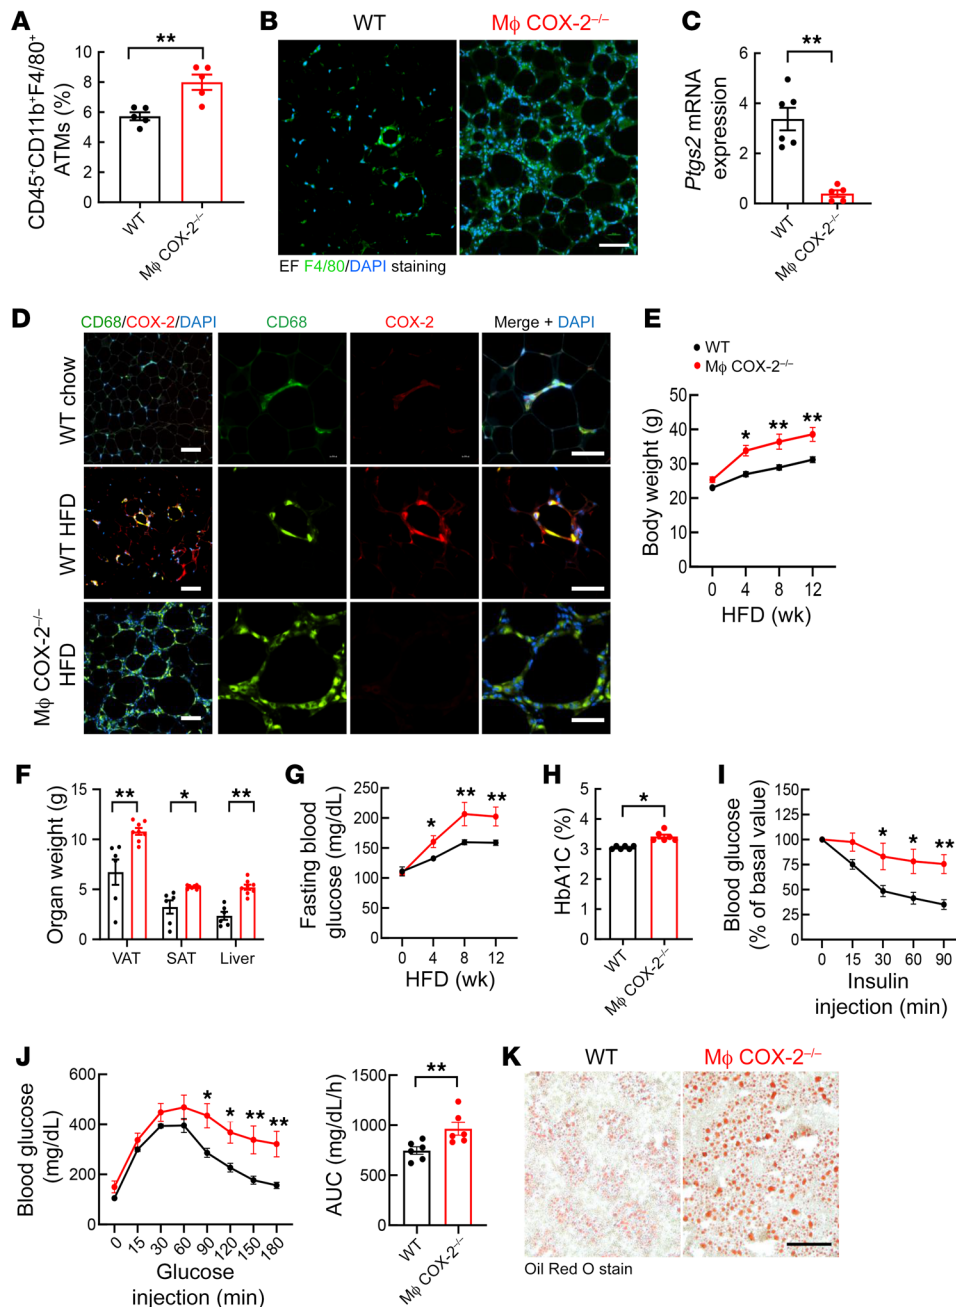 A
CD45+CD11b+F4/80+
ATMs (%)
10
8
6
4
2
0
**
WT
Mϕ COX-2–/–
B
WT
Mϕ COX-2–/–
EF F4/80/DAPI staining
C
Ptgs2 mRNA
expression
6
4
2
0
**
WT
Mϕ COX-2–/–
D
CD68/COX-2/DAPI
CD68
COX-2
Merge + DAPI
WT chow
WT HFD
Mϕ COX-2–/–
HFD
E
WT
Mϕ COX-2–/–
Body weight (g)
50
40
30
20
10
0
* ** **
0 4 8 12
HFD (wk)
F
Organ weight (g)
15
10
5
0
** * **
VAT SAT Liver
G
Fasting blood
glucose (mg/dL)
250
200
150
100
50
0
* ** **
0 4 8 12
HFD (wk)
H
HbA1C (%)
5
4
3
2
1
0
*
WT
Mϕ COX-2–/–
I
Blood glucose
(% of basal value)
150
125
100
75
50
25
0
* * **
0 15 30 60 90
Insulin
injection (min)
J
Blood glucose
(mg/dL)
600
400
200
0
* * ** **
0 15 30 60 90 120 150 180
Glucose
injection (min)
AUC (mg/dL/h)
1500
1000
500
0
**
WT
Mϕ COX-2–/–
K
WT
Mϕ COX-2–/–
Oil Red O stain